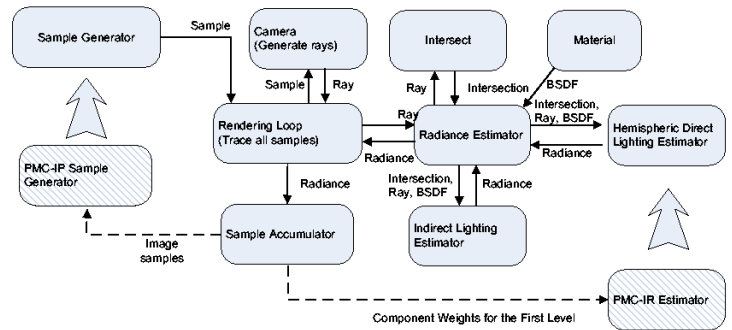 Sample Generator
Sample
Camera
(Generate rays)
Intersect
Material
Sample
Ray
Ray
Intersection
BSDF
Rendering Loop
(Trace all samples)
Ray
Radiance
Radiance Estimator
Intersection,
Ray, BSDF
Radiance
Hemispheric Direct
Lighting Estimator
PMC-IP Sample
Generator
Radiance
Intersection,
Ray, BSDF
Radiance
Image
samples
Sample Accumulator
Indirect Lighting
Estimator
PMC-IR Estimator
Component Weights for the First Level